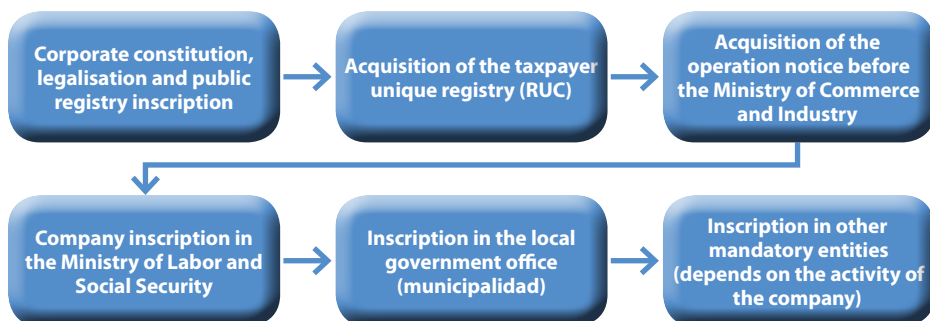 Corporate constitution,
legalisation and public
registry inscription
Acquisition of the taxpayer
unique registry (RUC)
Acquisition of the
operation notice before
the Ministry of Commerce
and Industry
Company inscription in
the Ministry of Labor and
Social Security
Inscription in the local
government office
(municipalidad)
Inscription in other
mandatory entities
(depends on the activity of
the company)